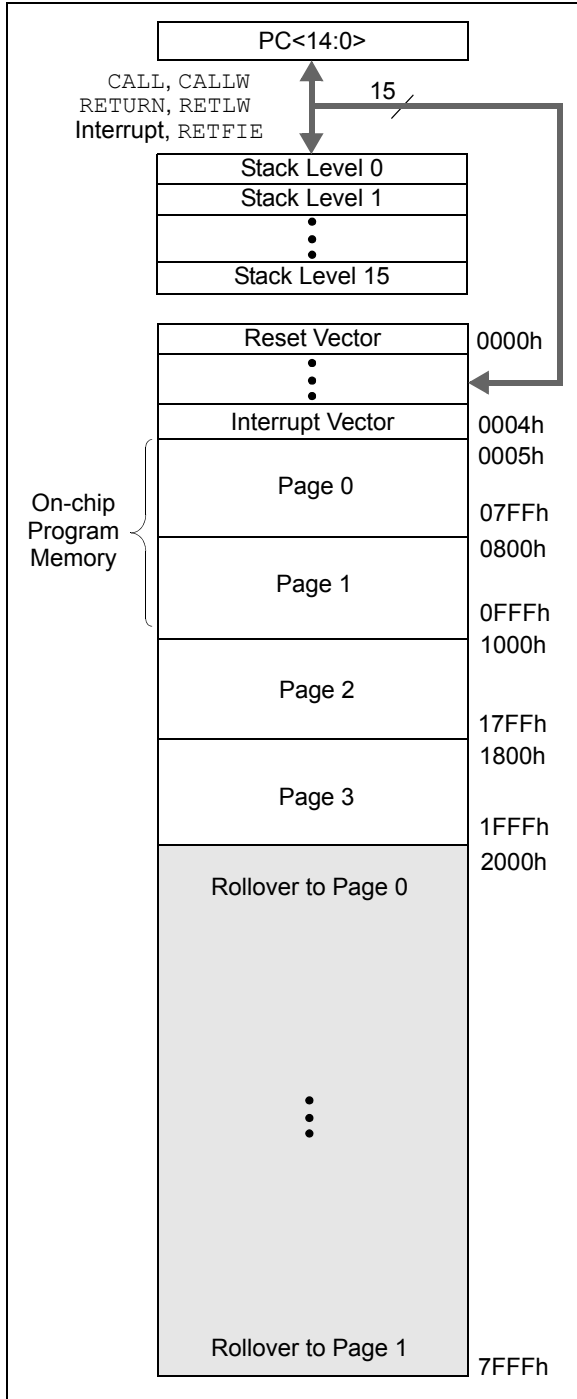 PC<14:0>
CALL, CALLW
RETURN, RETLW
Interrupt, RETFIE
15
Stack Level 0
Stack Level 1
Stack Level 15
Reset Vector
0000h
Interrupt Vector
0004h
0005h
On-chip
Program
Memory
Page 0
07FFh
0800h
Page 1
0FFFh
1000h
Page 2
17FFh
1800h
Page 3
1FFFh
2000h
Rollover to Page 0
Rollover to Page 1
7FFFh